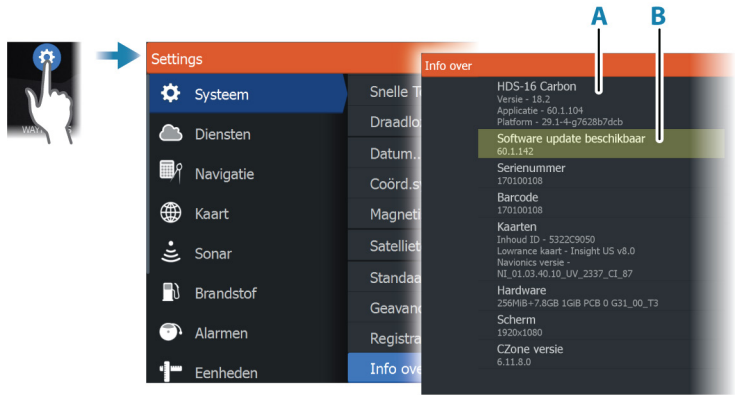 A
B
WAY
Settings
Systeem
Diensten
Navigatie
Kaart
Sonar
Brandstof
Alarmen
Eenheden
Snelle T
Draadlo
Datum..
Coörd.s
Magneti
Satelliet
Standaa
Geavan
Registra
Info ove
Info over
HDS-16 Carbon
Versie - 18.2
Applicatie - 60.1.104
Platform - 29.1-4-g7628b7dcb
Software update beschikbaar
60.1.142
Serienummer
170100108
Barcode
170100108
Kaarten
Inhoud ID - 5322C9050
Lowrance kaart - Insight US v8.0
Navionics versie -
NI_01.03.40.10_UV_2337_CI_87
Hardware
256MiB+7.8GB 1GiB PCB 0 G31_00_T3
Scherm
1920x1080
CZone versie
6.11.8.0